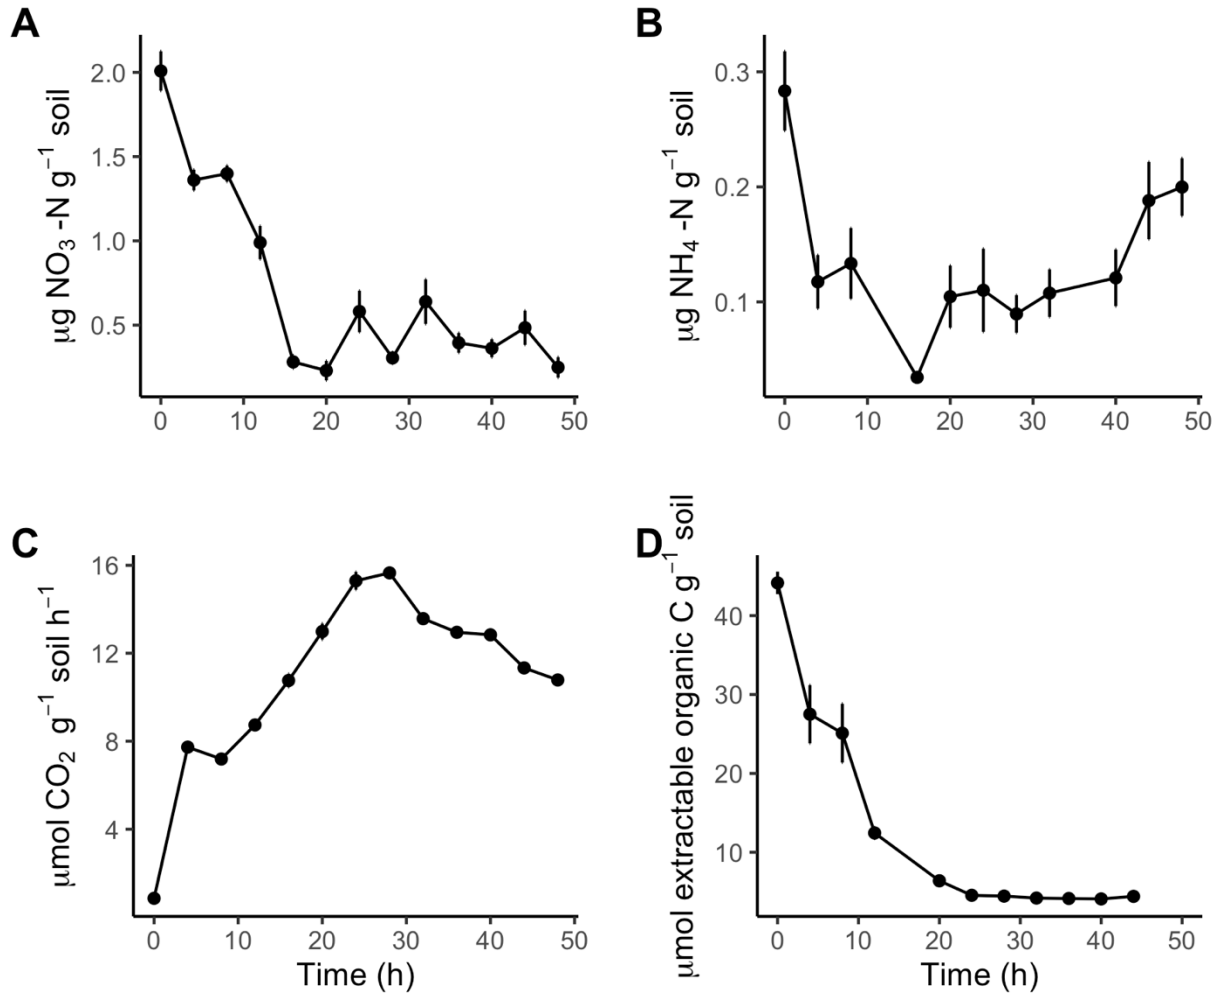 A
µg NO₃ -N g⁻¹ soil
2.0
1.5
1.0
0.5
0 10 20 30 40 50
B
µg NH₄ -N g⁻¹ soil
0.3
0.2
0.1
0 10 20 30 40 50
C
µmol CO₂ g⁻¹ soil h⁻¹
16
12
8
4
0 10 20 30 40 50
Time (h)
D
µmol extractable organic C g⁻¹ soil
40
30
20
10
0 10 20 30 40 50
Time (h)